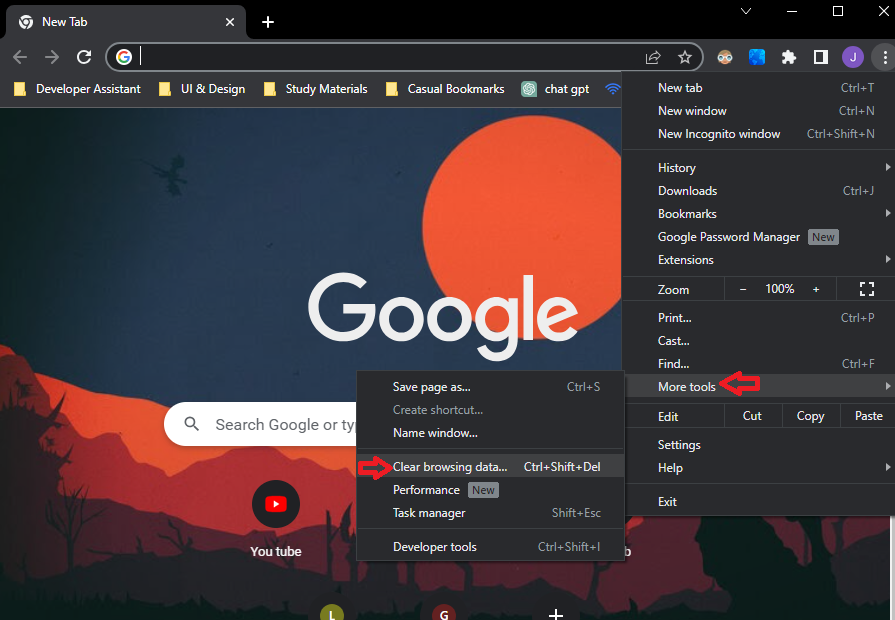 New Tab
J
Developer Assistant
UI & Design
Study Materials
Casual Bookmarks
chat gpt
New tab Ctrl+T
New window Ctrl+N
New Incognito window Ctrl+Shift+N
History
Downloads Ctrl+J
Bookmarks
Google Password Manager New
Extensions
Zoom - 100% +
Print... Ctrl+P
Cast...
Find... Ctrl+F
More tools
Edit Cut Copy Paste
Settings
Help
Exit
Google
Search Google or typ
Save page as... Ctrl+S
Create shortcut...
Name window...
Clear browsing data... Ctrl+Shift+Del
Performance New
Task manager Shift+Esc
Developer tools Ctrl+Shift+I
You tube
b
L
G